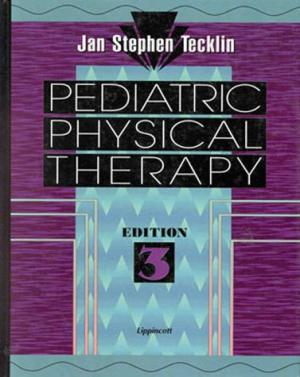 Jan Stephen Tecklin
PEDIATRIC
PHYSICAL
THERAPY
EDITION
3
Lippincott